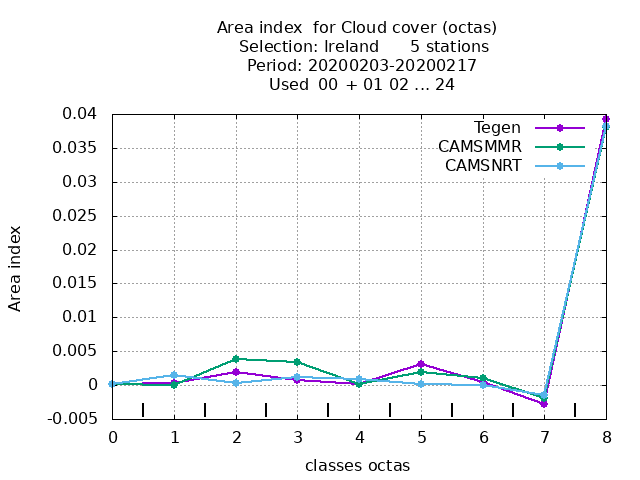 Area index  for Cloud cover (octas)
Selection: Ireland      5 stations
Period: 20200203-20200217
Used  00 + 01 02 ... 24
Tegen
CAMSMMR
CAMSNRT
0.04
0.035
0.03
0.025
0.02
0.015
0.01
0.005
0
-0.005
Area index
0 1 2 3 4 5 6 7 8
classes octas